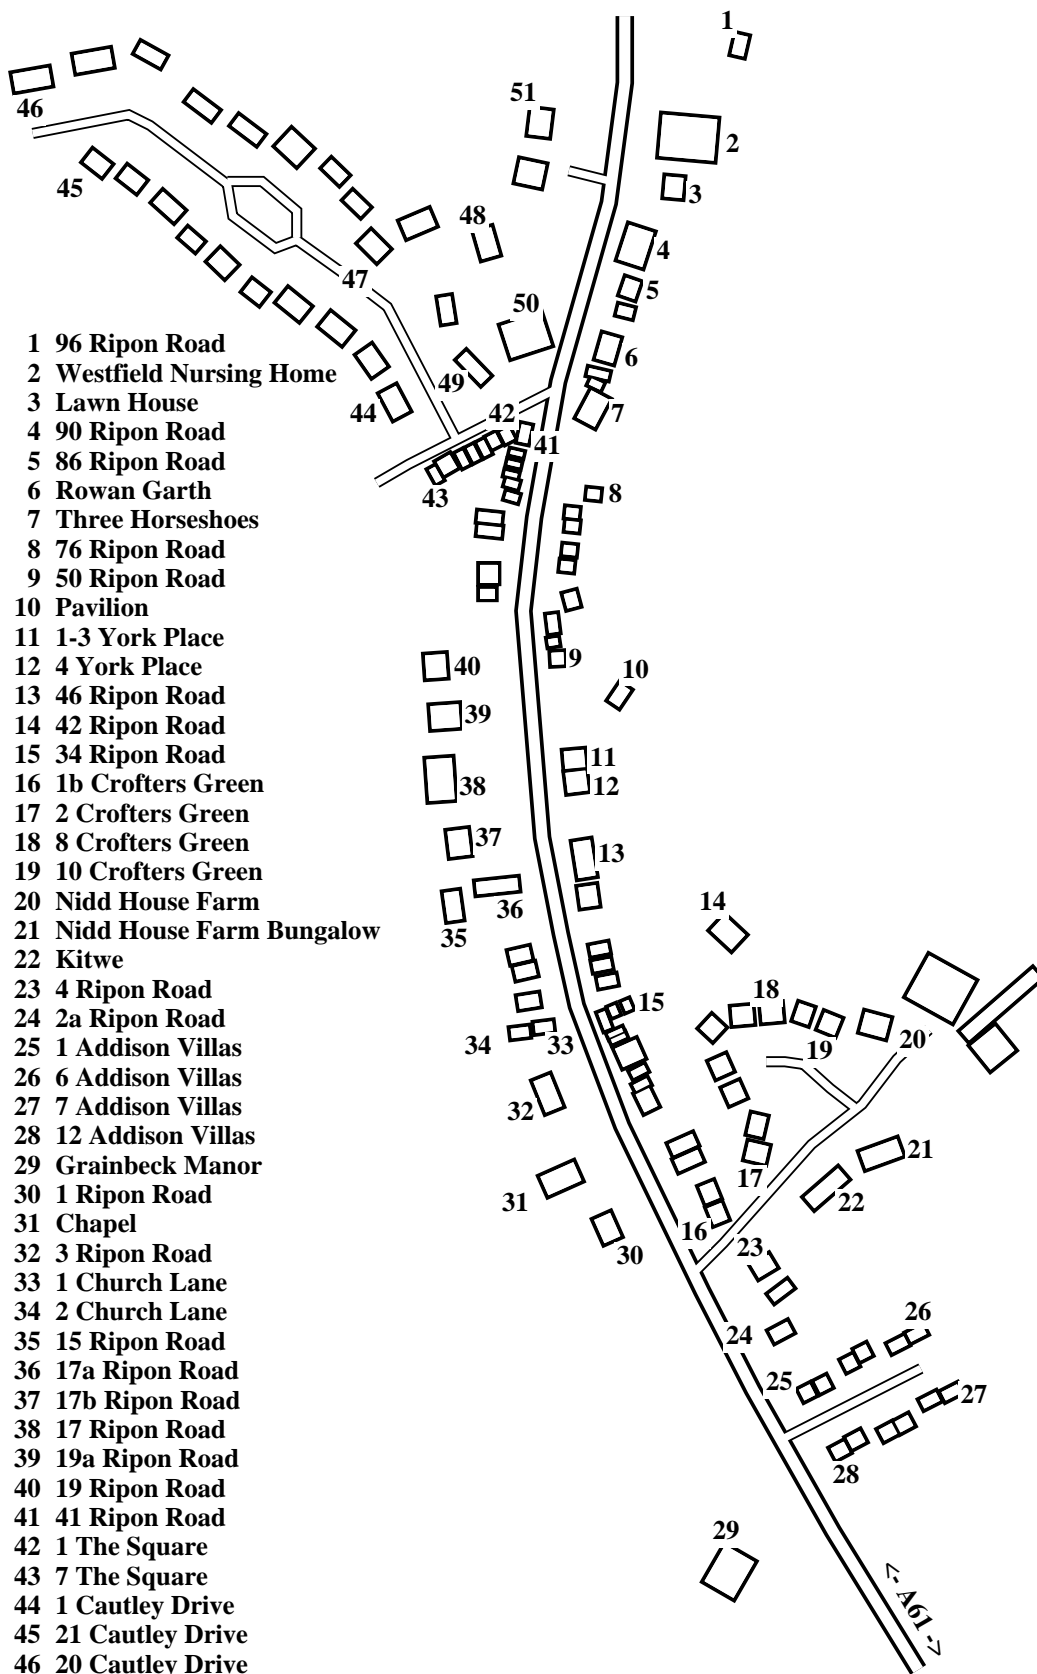 1
51
2
46
3
45
48
4
47
5
50
6
49
44
42
7
41
43
8
9
10
40
39
11
38
12
37
13
36
35
14
15
18
34
33
19
20
32
21
17
31
22
16
30
23
24
26
25
27
28
29
<- A61 ->
1 96 Ripon Road
2 Westfield Nursing Home
3 Lawn House
4 90 Ripon Road
5 86 Ripon Road
6 Rowan Garth
7 Three Horseshoes
8 76 Ripon Road
9 50 Ripon Road
10 Pavilion
11 1-3 York Place
12 4 York Place
13 46 Ripon Road
14 42 Ripon Road
15 34 Ripon Road
16 1b Crofters Green
17 2 Crofters Green
18 8 Crofters Green
19 10 Crofters Green
20 Nidd House Farm
21 Nidd House Farm Bungalow
22 Kitwe
23 4 Ripon Road
24 2a Ripon Road
25 1 Addison Villas
26 6 Addison Villas
27 7 Addison Villas
28 12 Addison Villas
29 Grainbeck Manor
30 1 Ripon Road
31 Chapel
32 3 Ripon Road
33 1 Church Lane
34 2 Church Lane
35 15 Ripon Road
36 17a Ripon Road
37 17b Ripon Road
38 17 Ripon Road
39 19a Ripon Road
40 19 Ripon Road
41 41 Ripon Road
42 1 The Square
43 7 The Square
44 1 Cautley Drive
45 21 Cautley Drive
46 20 Cautley Drive